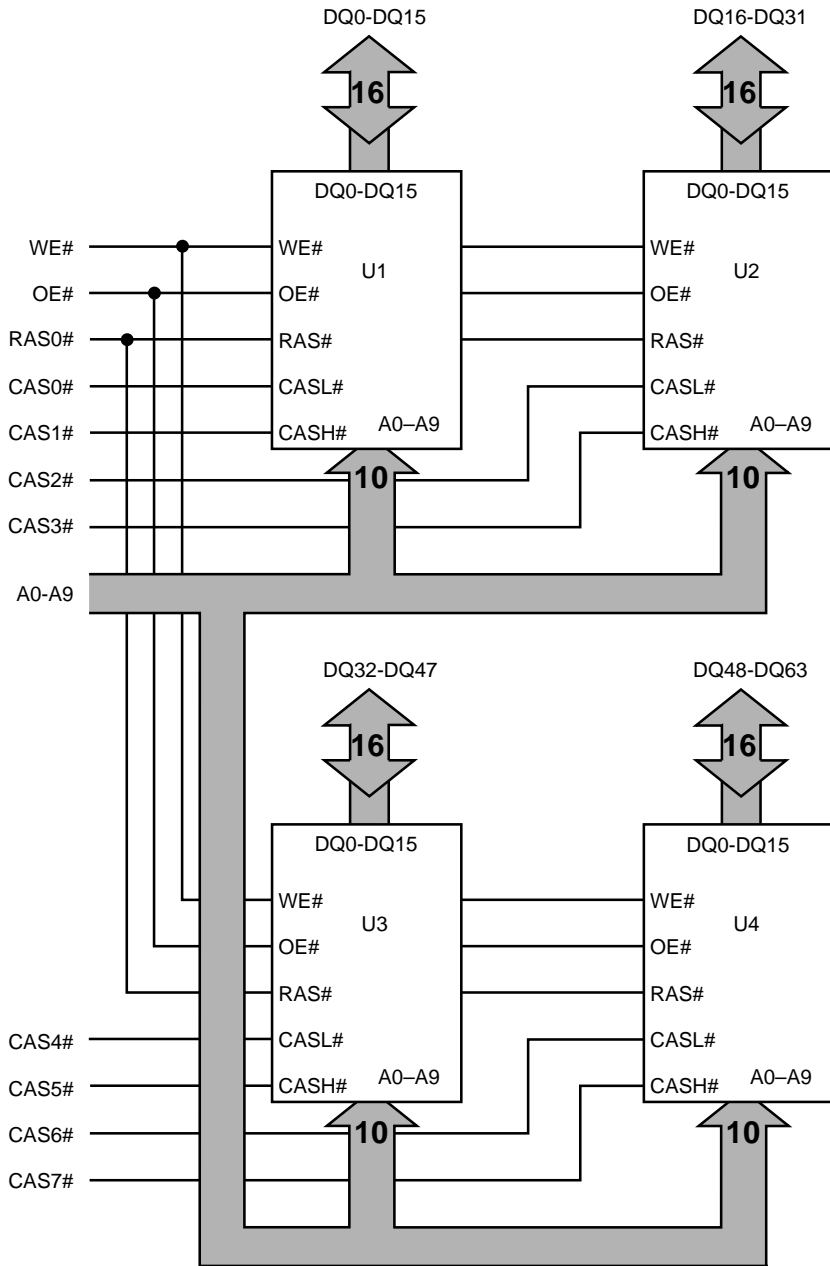 DQ0-DQ15
DQ16-DQ31
16
16
DQ0-DQ15
DQ0-DQ15
WE#
WE#
U1
WE#
U2
OE#
OE#
OE#
RAS0#
RAS#
RAS#
CAS0#
CASL#
CASL#
CAS1#
CASH#
A0–A9
CASH#
A0–A9
CAS2#
10
10
CAS3#
A0-A9
DQ32-DQ47
DQ48-DQ63
16
16
DQ0-DQ15
DQ0-DQ15
WE#
U3
WE#
U4
OE#
OE#
RAS#
RAS#
CAS4#
CASL#
CASL#
CAS5#
CASH#
A0–A9
CASH#
A0–A9
CAS6#
10
10
CAS7#